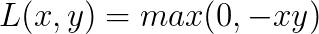 L(x, y) = max(0, −xy)